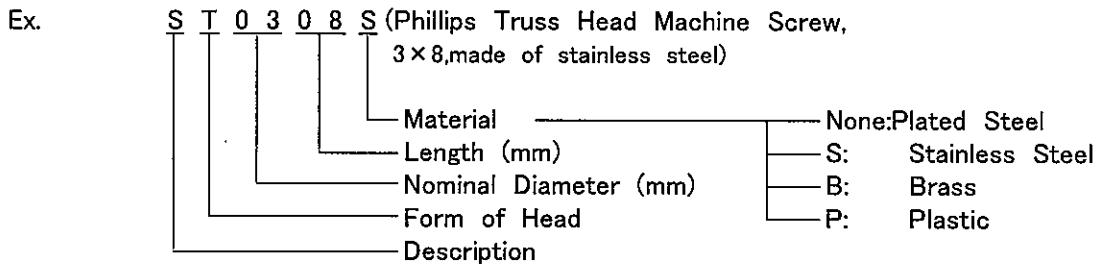 Ex. S T 0 3 0 8 S (Phillips Truss Head Machine Screw,
3×8,made of stainless steel)
Material None:Plated Steel
Length (mm) S: Stainless Steel
Nominal Diameter (mm) B: Brass
Form of Head P: Plastic
Description